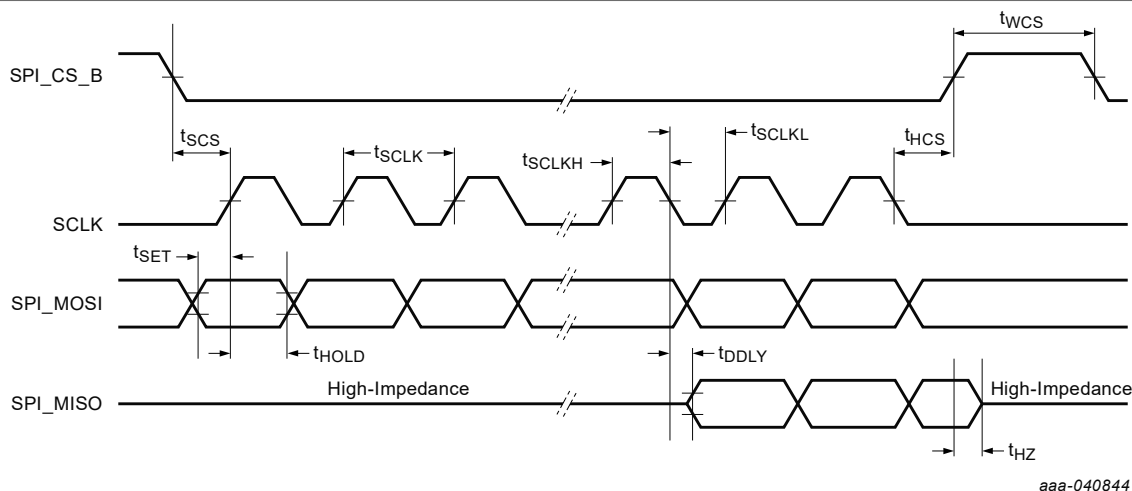 tWCS
SPI_CS_B
tSCS
tSCLK
tSCLKH
tSCLKL
tHCS
SCLK
tSET
SPI_MOSI
tHOLD
tDDLY
High-Impedance
High-Impedance
SPI_MISO
tHZ
aaa-040844